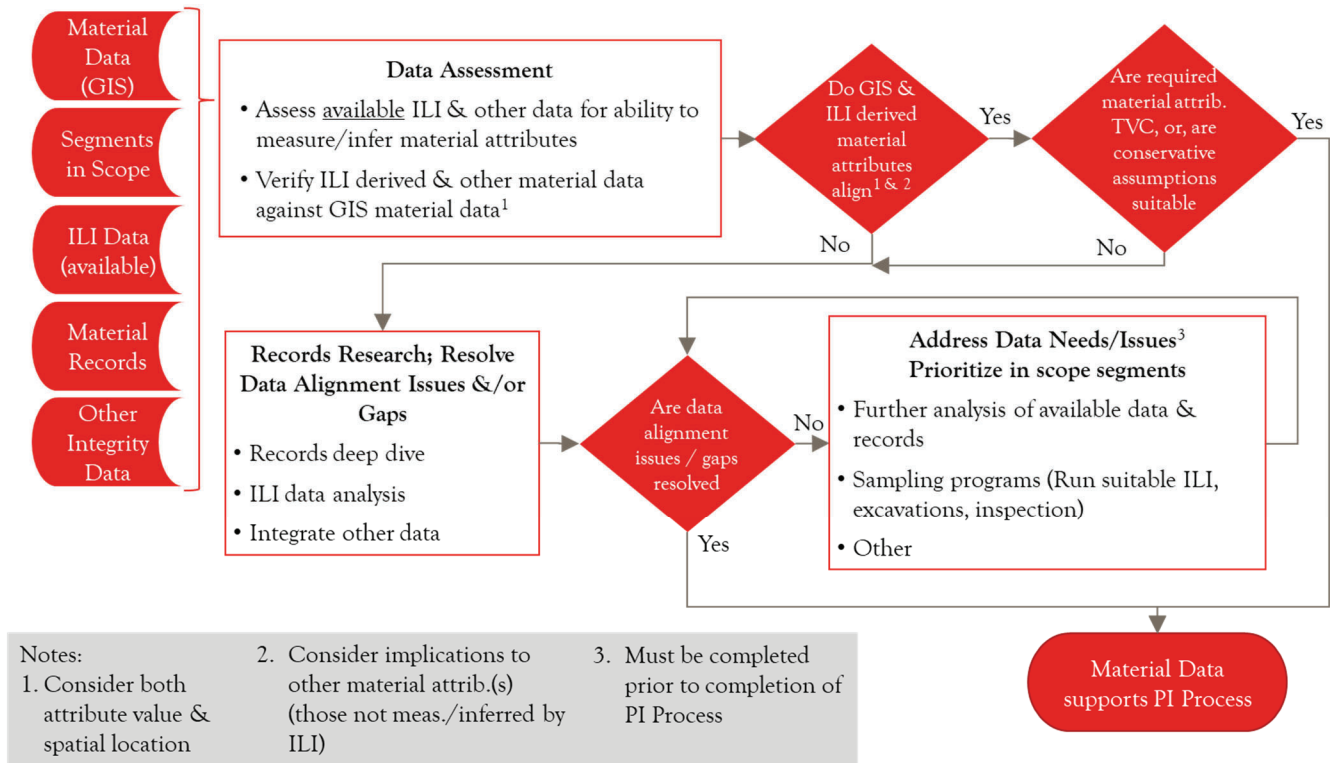 Material
Data
(GIS)
Segments
in Scope
ILI Data
(available)
Material
Records
Other
Integrity
Data
Data Assessment
• Assess available ILI & other data for ability to
measure/infer material attributes
• Verify ILI derived & other material data
against GIS material data1
Do GIS &
ILI derived
material
attributes
align1 & 2
Yes
No
Are required
material attrib.
TVC, or, are
conservative
assumptions
suitable
Yes
No
Records Research; Resolve
Data Alignment Issues &/or
Gaps
• Records deep dive
• ILI data analysis
• Integrate other data
Are data
alignment
issues / gaps
resolved
No
Yes
Address Data Needs/Issues3
Prioritize in scope segments
• Further analysis of available data &
records
• Sampling programs (Run suitable ILI,
excavations, inspection)
• Other
Material Data
supports PI Process
Notes:
1. Consider both
attribute value &
spatial location
2. Consider implications to
other material attrib.(s)
(those not meas./inferred by
ILI)
3. Must be completed
prior to completion of
PI Process